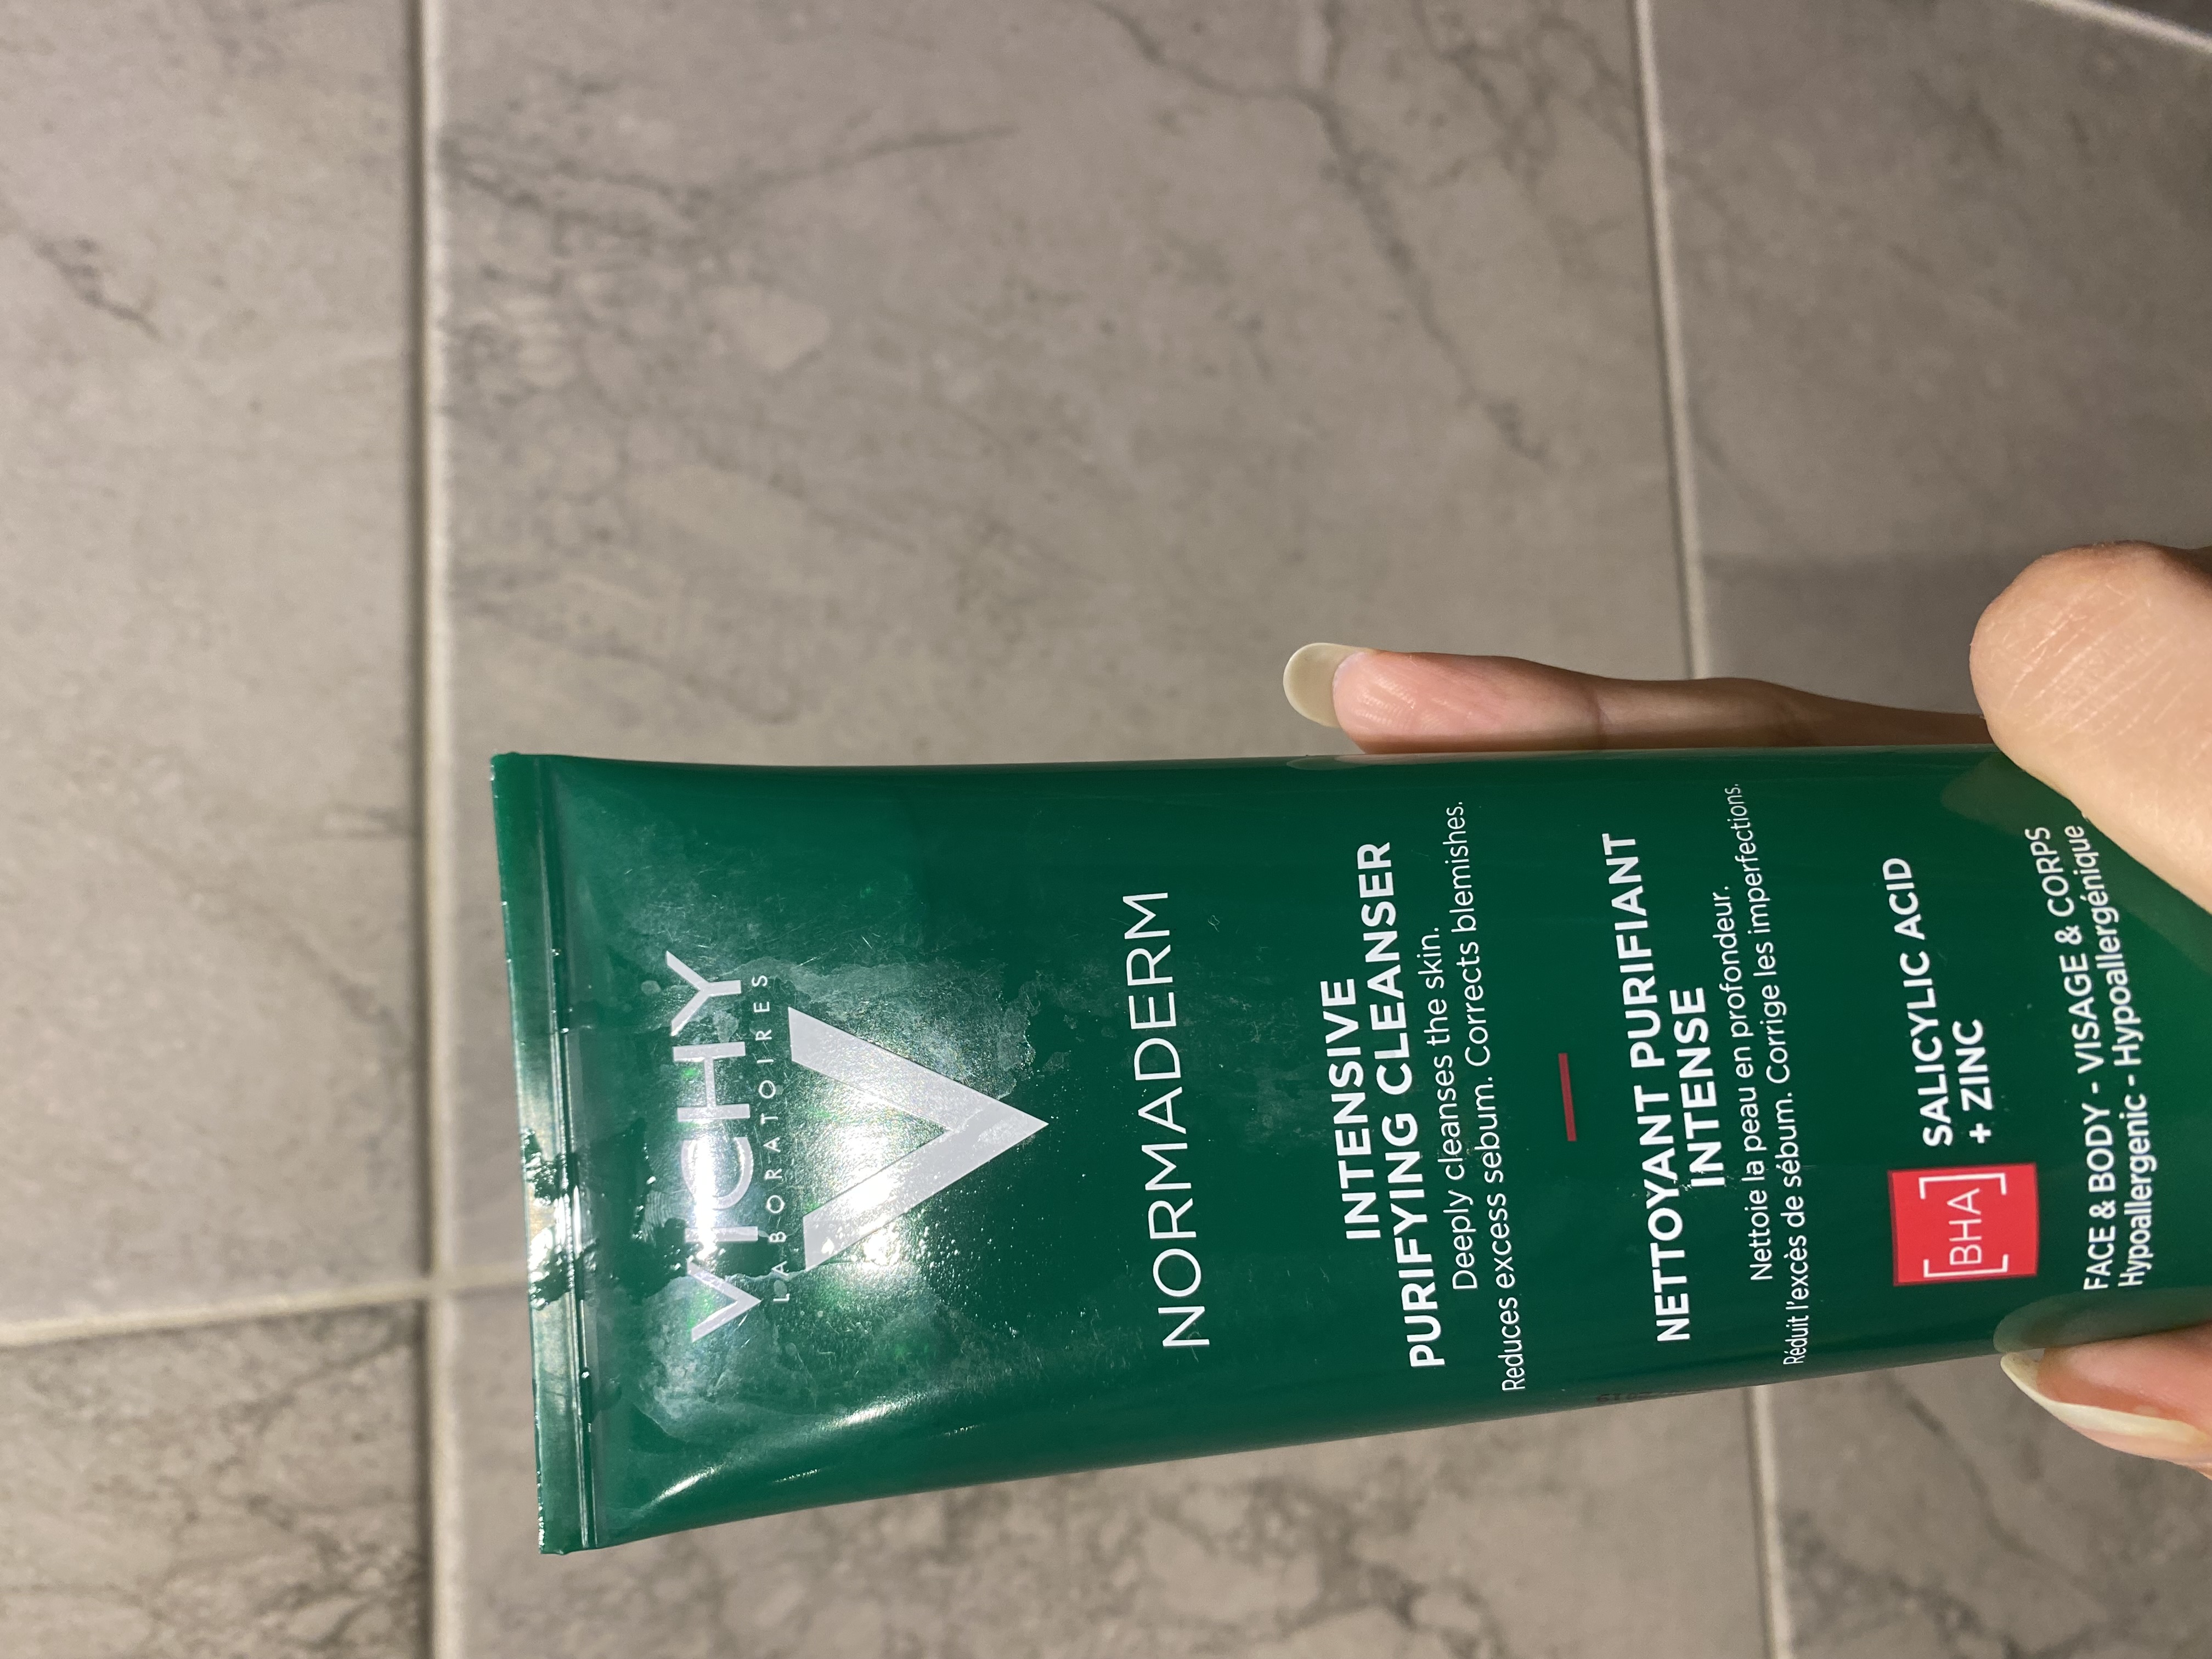 VICHY
LABORATOIRES
NORMADERM
INTENSIVE
PURIFYING CLEANSER
Deeply cleanses the skin.
Reduces excess sebum. Corrects blemishes.
NETTOYANT PURIFIANT
INTENSE
Nettoie la peau en profondeur.
Réduit l'excès de sébum. Corrige les imperfections.
[BHA]
SALICYLIC ACID
+ ZINC
FACE & BODY - VISAGE & CORPS
Hypoallergenic - Hypoallergénique